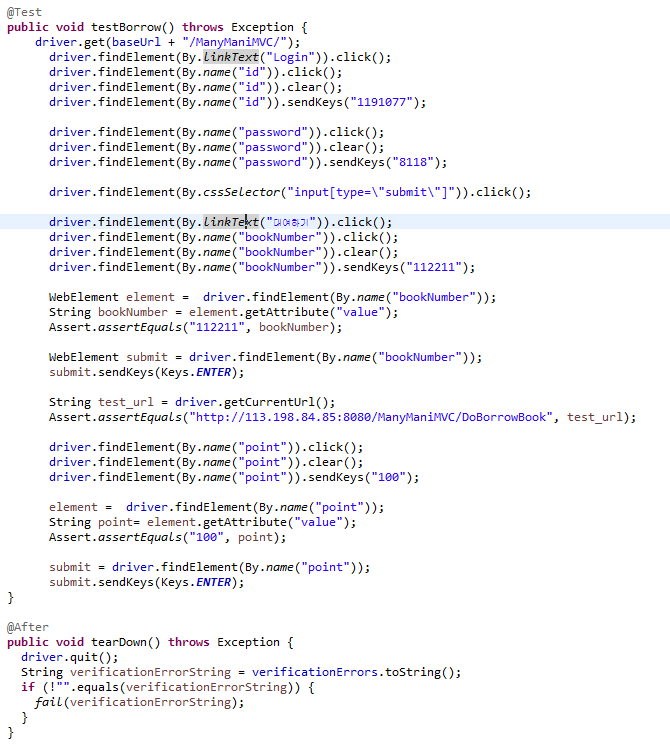 @Test
public void testBorrow() throws Exception {
driver.get(baseUrl + "/ManyManiMVC/");
driver.findElement(By.linkText("Login")).click();
driver.findElement(By.name("id")).click();
driver.findElement(By.name("id")).clear();
driver.findElement(By.name("id")).sendKeys("1191077");
driver.findElement(By.name("password")).click();
driver.findElement(By.name("password")).clear();
driver.findElement(By.name("password")).sendKeys("8118");
driver.findElement(By.cssSelector("input[type=\"submit\"]")).click();
driver.findElement(By.linkText("대여하기")).click();
driver.findElement(By.name("bookNumber")).click();
driver.findElement(By.name("bookNumber")).clear();
driver.findElement(By.name("bookNumber")).sendKeys("112211");
WebElement element =  driver.findElement(By.name("bookNumber"));
String bookNumber = element.getAttribute("value");
Assert.assertEquals("112211", bookNumber);
WebElement submit = driver.findElement(By.name("bookNumber"));
submit.sendKeys(Keys.ENTER);
String test_url = driver.getCurrentUrl();
Assert.assertEquals("http://113.198.84.85:8080/ManyManiMVC/DoBorrowBook", test_url);
driver.findElement(By.name("point")).click();
driver.findElement(By.name("point")).clear();
driver.findElement(By.name("point")).sendKeys("100");
element =  driver.findElement(By.name("point"));
String point= element.getAttribute("value");
Assert.assertEquals("100", point);
submit = driver.findElement(By.name("point"));
submit.sendKeys(Keys.ENTER);
}
@After
public void tearDown() throws Exception {
driver.quit();
String verificationErrorString = verificationErrors.toString();
if (!"".equals(verificationErrorString)) {
fail(verificationErrorString);
}
}